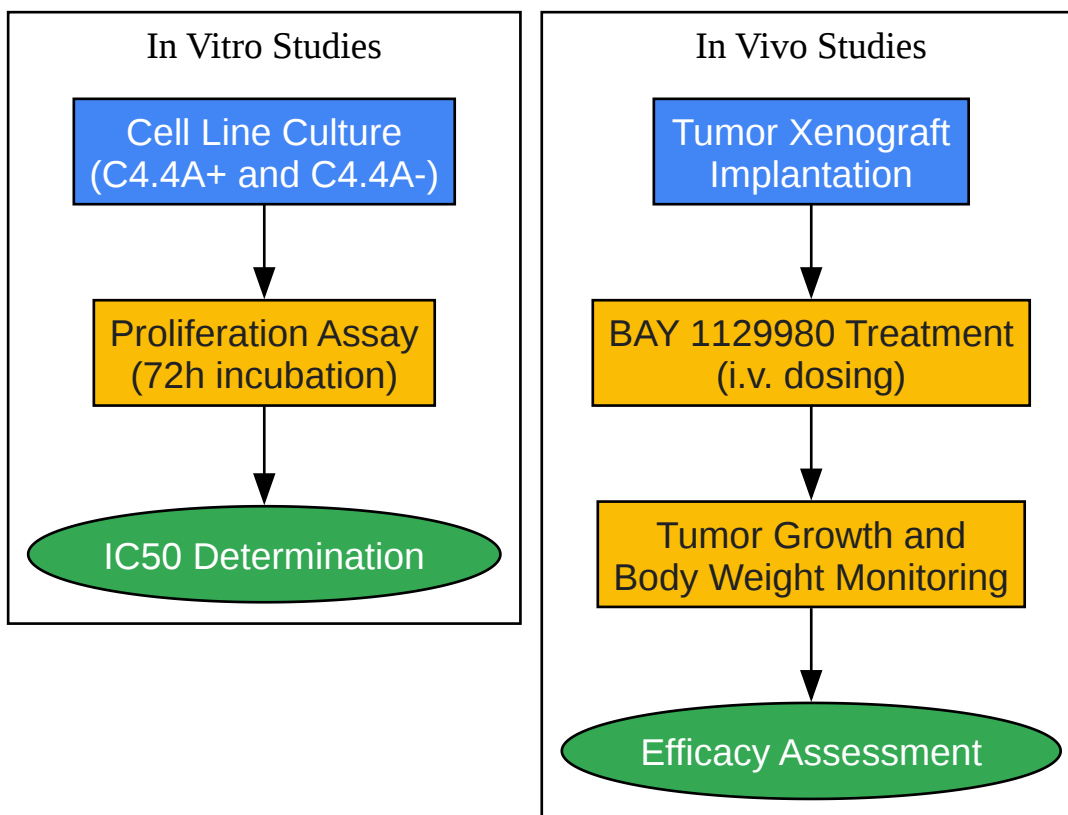 In Vitro Studies
Cell Line Culture
(C4.4A+ and C4.4A-)
Proliferation Assay
(72h incubation)
IC50 Determination
In Vivo Studies
Tumor Xenograft
Implantation
BAY 1129980 Treatment
(i.v. dosing)
Tumor Growth and
Body Weight Monitoring
Efficacy Assessment